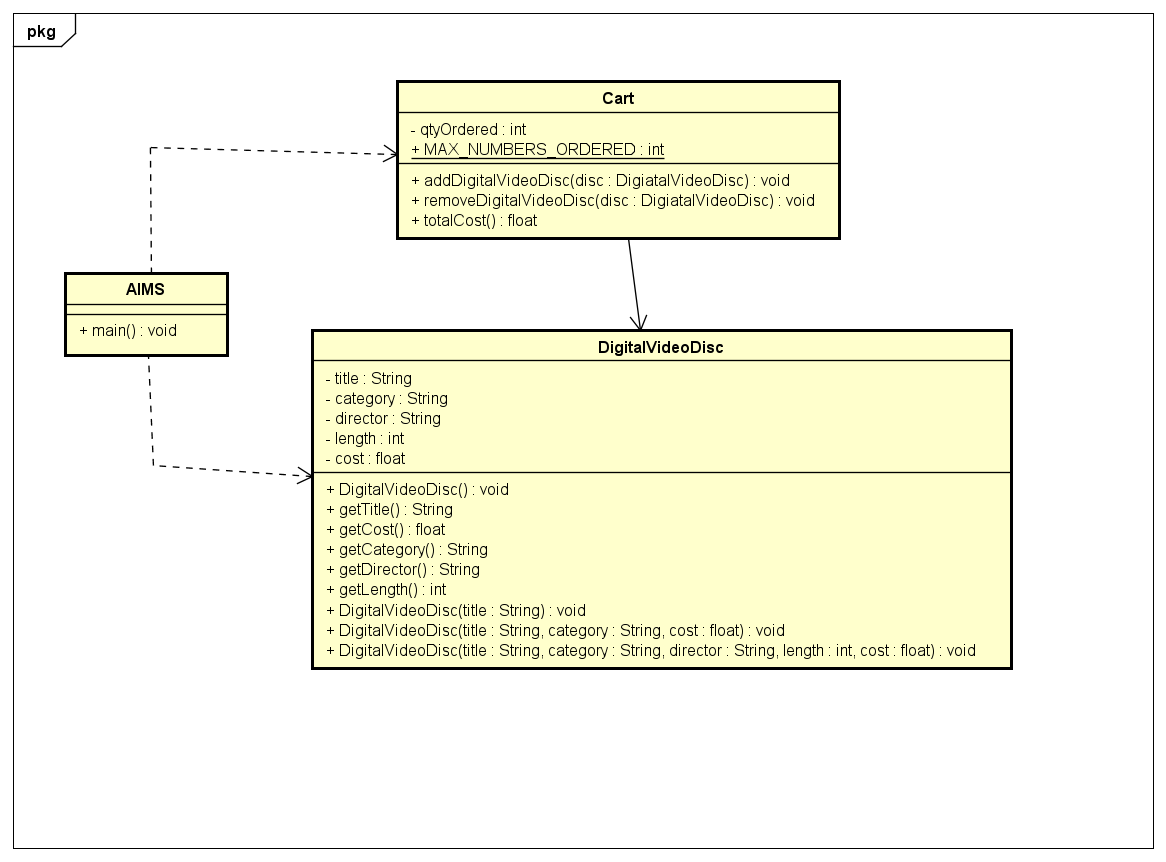 pkg
Cart
- qtyOrdered : int
+ MAX_NUMBERS_ORDERED : int
+ addDigitalVideoDisc(disc : DigiatalVideoDisc) : void
+ removeDigitalVideoDisc(disc : DigiatalVideoDisc) : void
+ totalCost() : float
AIMS
+ main() : void
DigitalVideoDisc
- title : String
- category : String
- director : String
- length : int
- cost : float
+ DigitalVideoDisc() : void
+ getTitle() : String
+ getCost() : float
+ getCategory() : String
+ getDirector() : String
+ getLength() : int
+ DigitalVideoDisc(title : String) : void
+ DigitalVideoDisc(title : String, category : String, cost : float) : void
+ DigitalVideoDisc(title : String, category : String, director : String, length : int, cost : float) : void